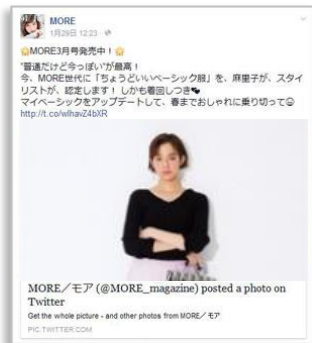 MORE
1月28日 12:23
MORE3月号発売中！
“普通だけど今っぽい”が最高！
今、MORE世代に「ちょうどいいベーシック服」を、麻里子が、スタイ
リストが、認定します！ しかも着回しつき
マイベーシックをアップデートして、春までおしゃれに乗り切って
http://t.co/wlhavZ4bXR
MORE／モア (@MORE_magazine) posted a photo on
Twitter
Get the whole picture - and other photos from MORE／モア
PIC.TWITTER.COM